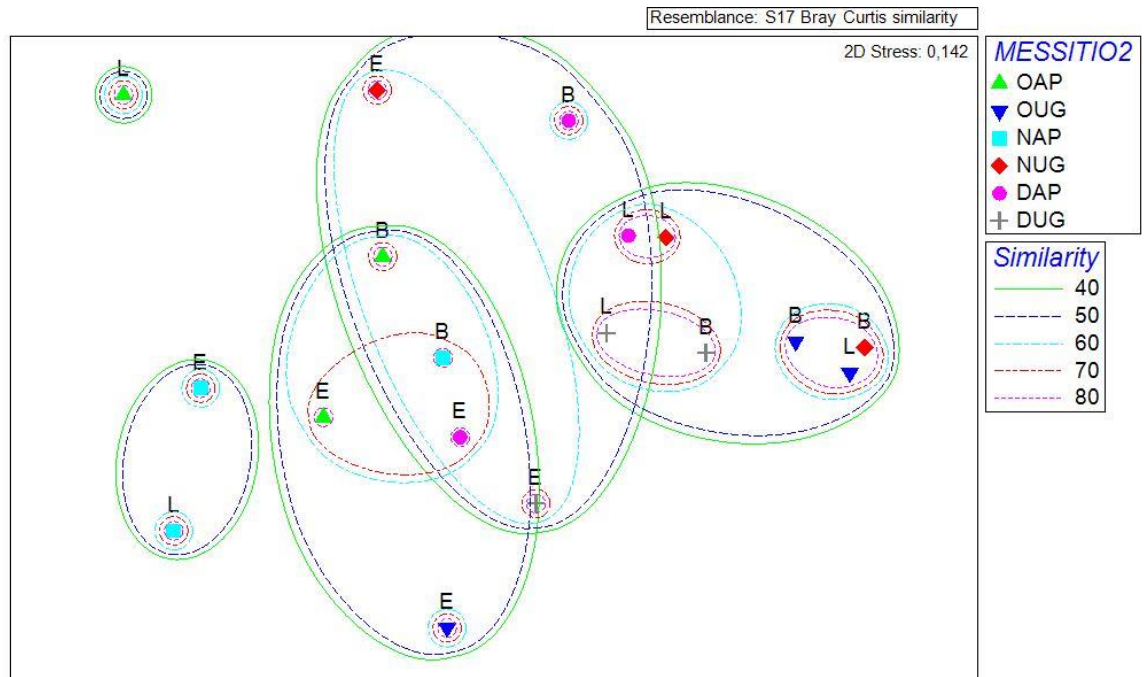 Resemblance: S17 Bray Curtis similarity
2D Stress: 0,142
MESSITIO2
OAP
OUG
NAP
NUG
DAP
DUG
Similarity
40
50
60
70
80
L
E
B
L L
B
L B B B
L
B
E
E E
E
L
E